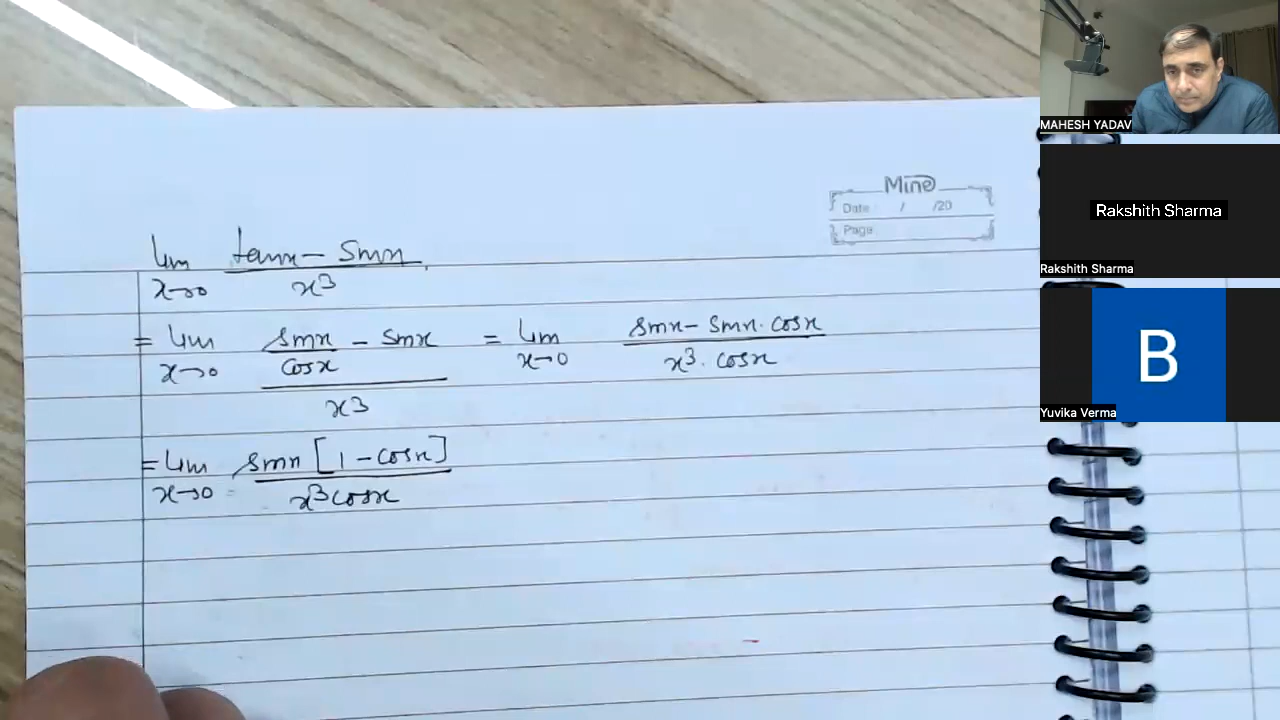 Mine
Date / /20
Page
lim tanx - sinx
x→0 x³
= lim sinx - sinx = lim sinx - sinx. cosx
x→0 cosx x→0 x³. cosx
x³
= lim sinx [1 - cosx]
x→0 x³cosx
MAHESH YADAV
Rakshith Sharma
Rakshith Sharma
B
Yuvika Verma